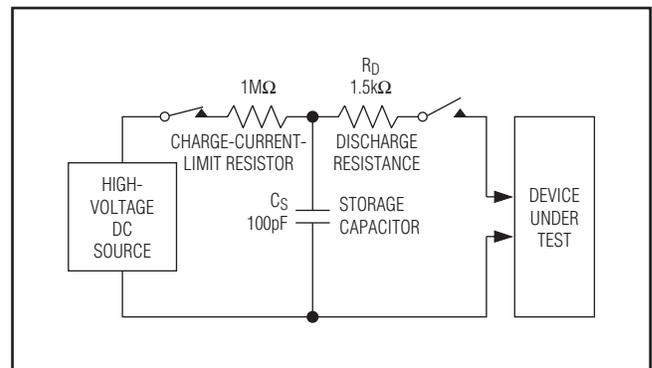 1MΩ
CHARGE-CURRENT-
LIMIT RESISTOR
RD
1.5kΩ
DISCHARGE
RESISTANCE
HIGH-
VOLTAGE
DC
SOURCE
CS
100pF
STORAGE
CAPACITOR
DEVICE
UNDER
TEST